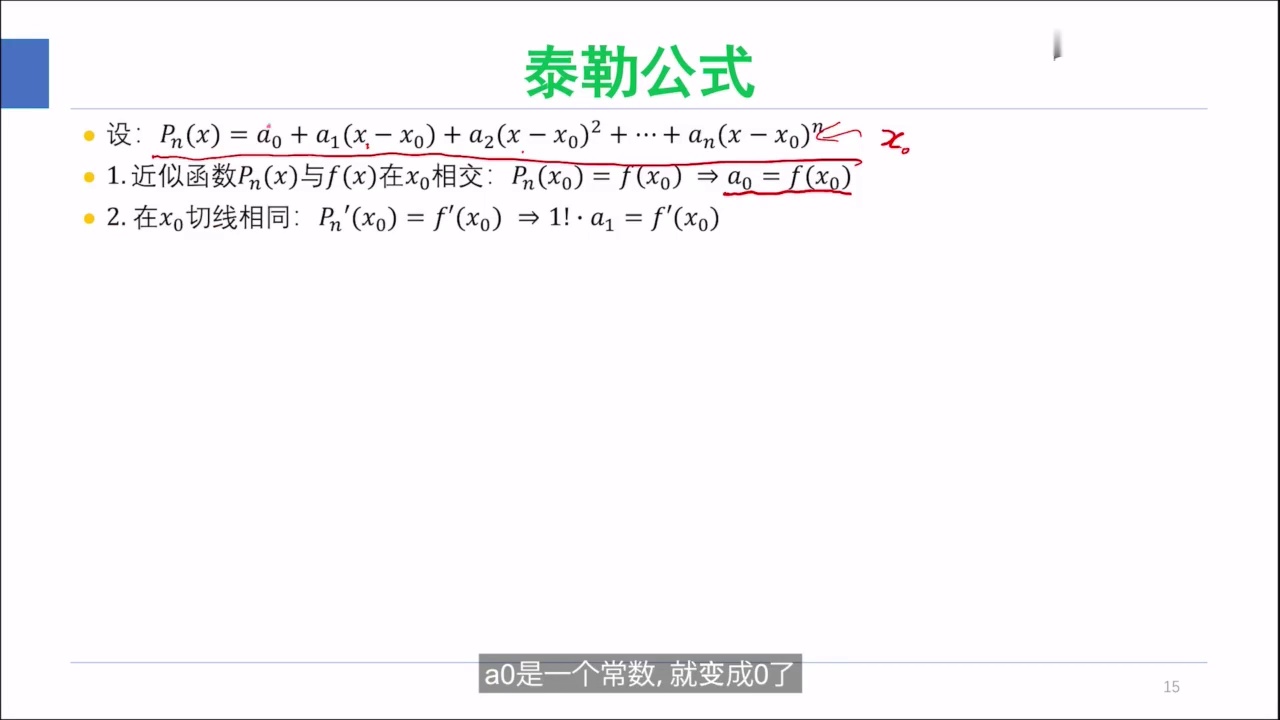 泰勒公式
设：$P_n(x) = a_0 + a_1(x - x_0) + a_2(x - x_0)^2 + \cdots + a_n(x - x_0)^n$ $x_0$
1. 近似函数$P_n(x)$与$f(x)$在$x_0$相交：$P_n(x_0) = f(x_0)$ $\Rightarrow a_0 = f(x_0)$
2. 在$x_0$切线相同：$P_n{}'(x_0) = f'(x_0)$ $\Rightarrow 1! \cdot a_1 = f'(x_0)$
a0是一个常数, 就变成0了
15